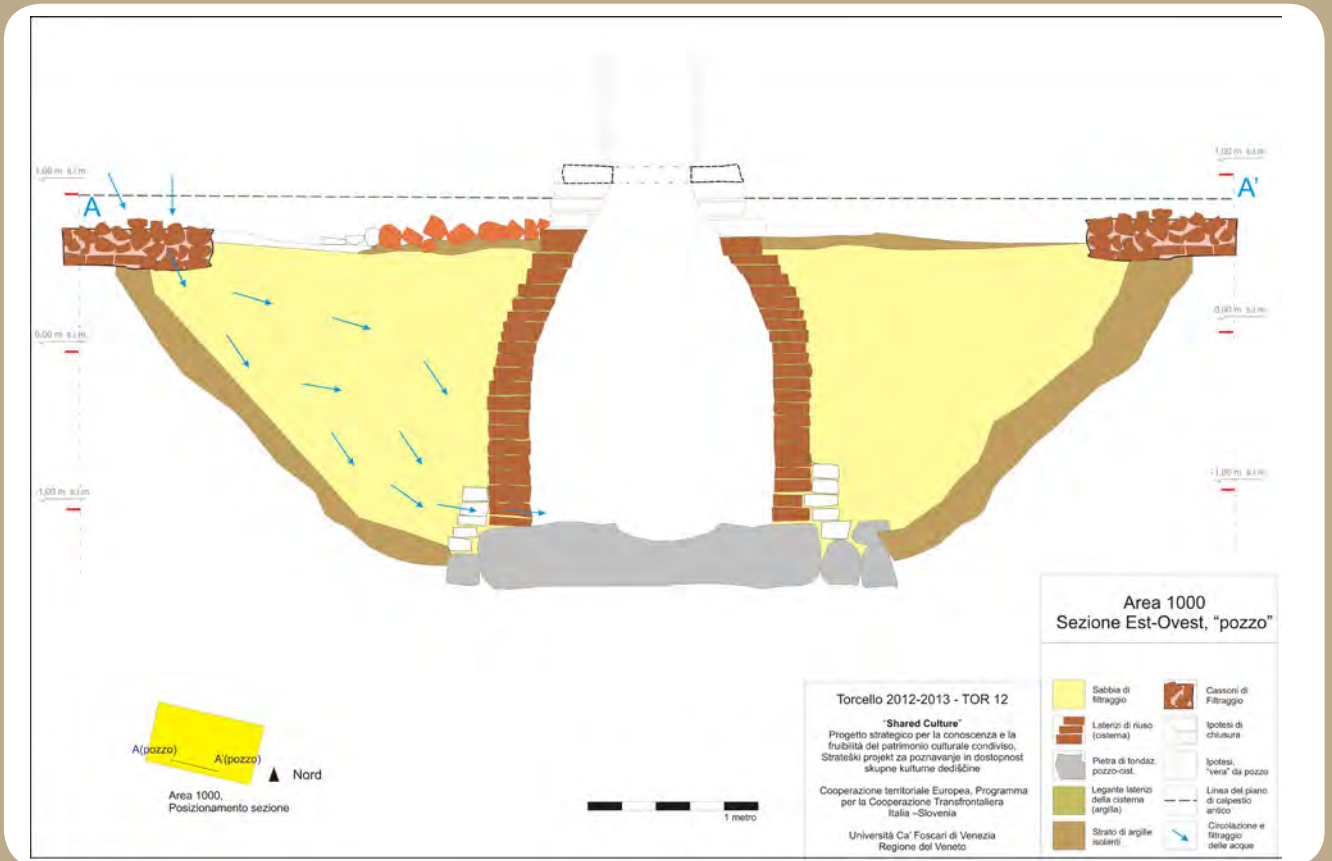 1,00 m s.l.m.
1,00 m s.l.m.
A
A'
0,00 m s.l.m.
0,00 m s.l.m.
-1,00 m s.l.m.
-1,00 m s.l.m.
A(pozzo)
A'(pozzo)
Nord
Area 1000,
Posizionamento sezione
1 metro
Torcello 2012-2013 - TOR 12
"Shared Culture"
Progetto strategico per la conoscenza e la
fruibilità del patrimonio culturale condiviso,
Strateški projekt za poznavanje in dostopnost
skupne kulturne dediščine
Cooperazione territoriale Europea, Programma
per la Cooperazione Transfrontaliera
Italia –Slovenia
Università Ca' Foscari di Venezia
Regione del Veneto
Area 1000
Sezione Est-Ovest, "pozzo"
Sabbia di
filtraggio
Laterizi di riuso
(cisterna)
Pietra di fondaz.
pozzo-cist.
Legante laterizi
della cisterna
(argilla)
Strato di argille
isolanti
Cassoni di
Filtraggio
Ipotesi di
chiusura
Ipotesi,
"vera" da pozzo
Linea del piano
di calpestio
antico
Circolazione e
filtraggio
delle acque